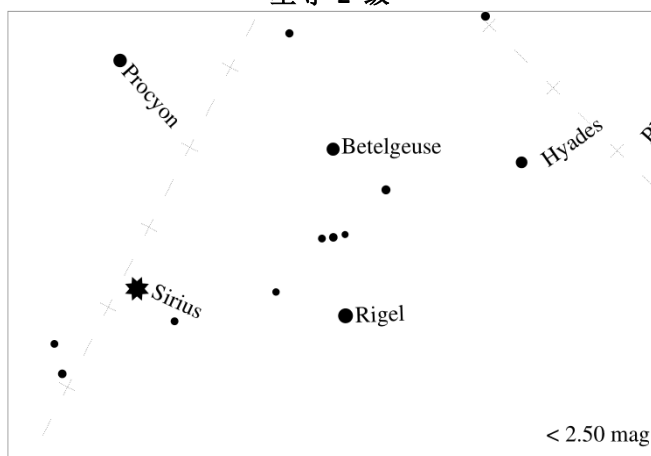 Procyon
Betelgeuse
Hyades
Sirius
Rigel
< 2.50 mag